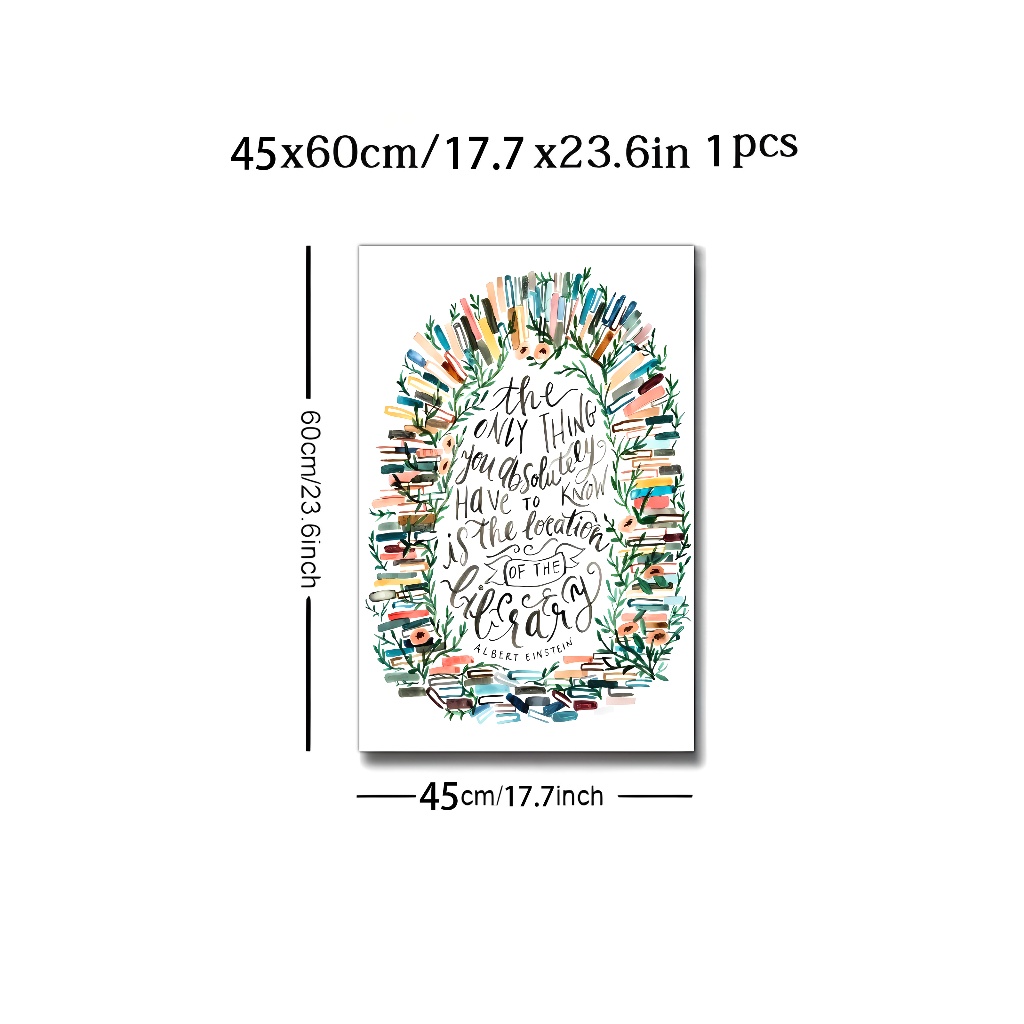 45x60cm/17.7 x23.6in 1pcs
60cm/23.6inch
the
ONLY THING
you absolutely
HAVE TO KNOW
is the location
OF THE
library
ALBERT EINSTEIN
45cm/17.7inch